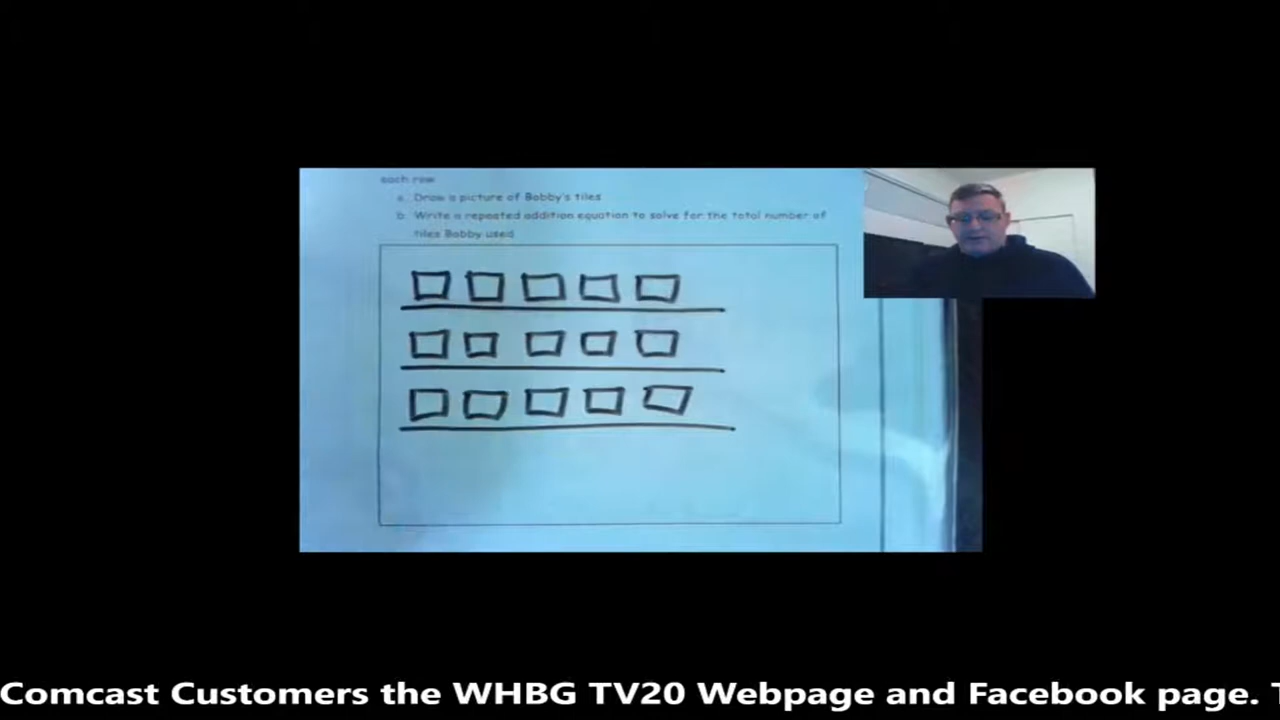 each row
a. Draw a picture of Bobby's tiles
b. Write a repeated addition equation to solve for the total number of
tiles Bobby used
Comcast Customers the WHBG TV20 Webpage and Facebook page. T